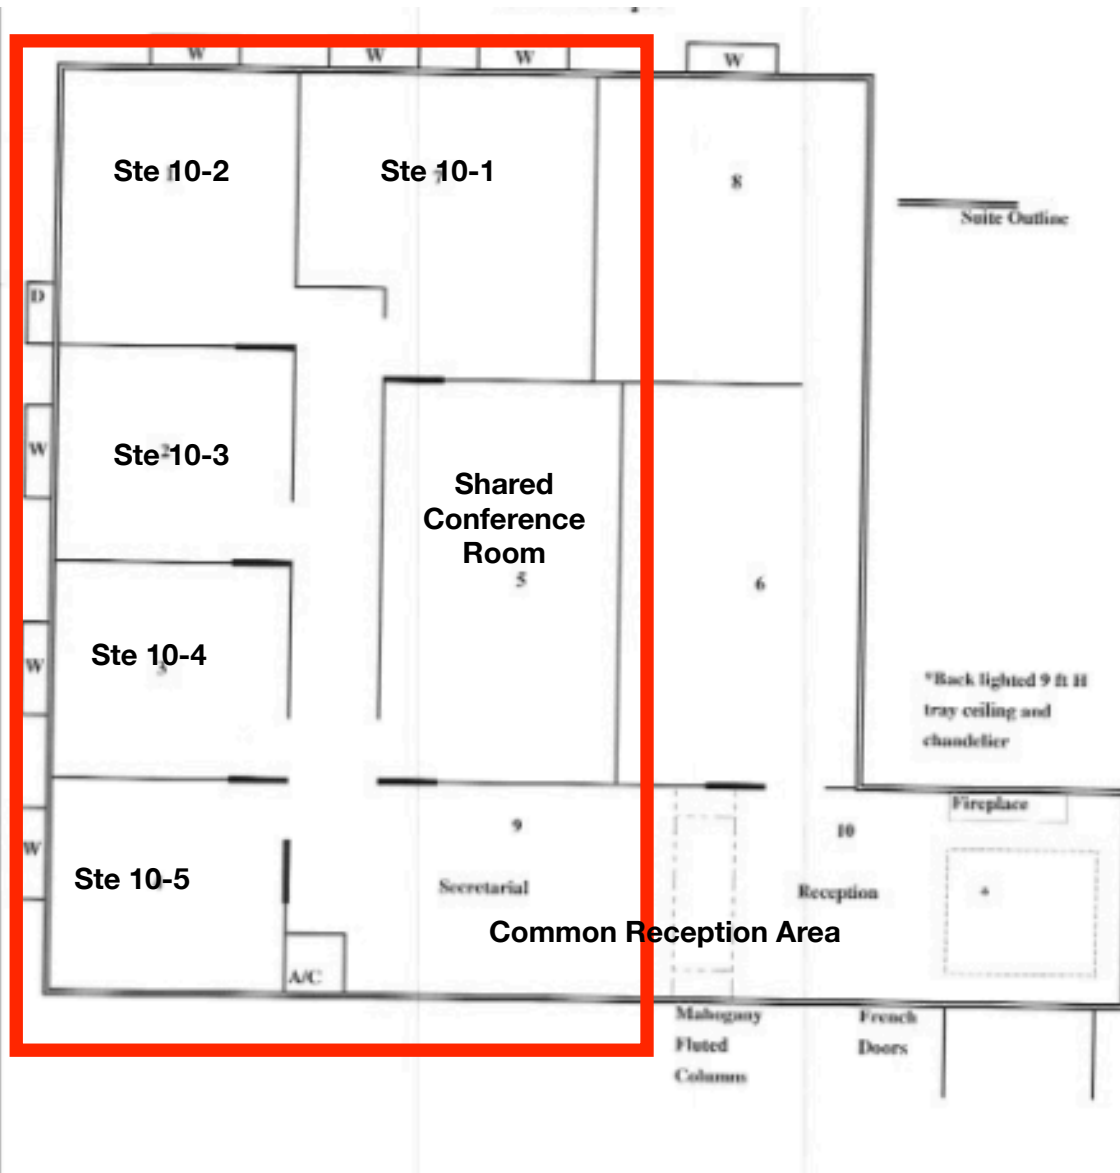 W
W
W
W
Ste 10-2
Ste 10-1
8
Suite Outline
D
W
Ste 10-3
Shared
Conference
Room
5
6
W
Ste 10-4
*Back lighted 9 ft H
tray ceiling and
chandelier
Fireplace
W
9
10
Ste 10-5
Secretarial
Reception
*
Common Reception Area
A/C
Mahogany
Fluted
Columns
French
Doors